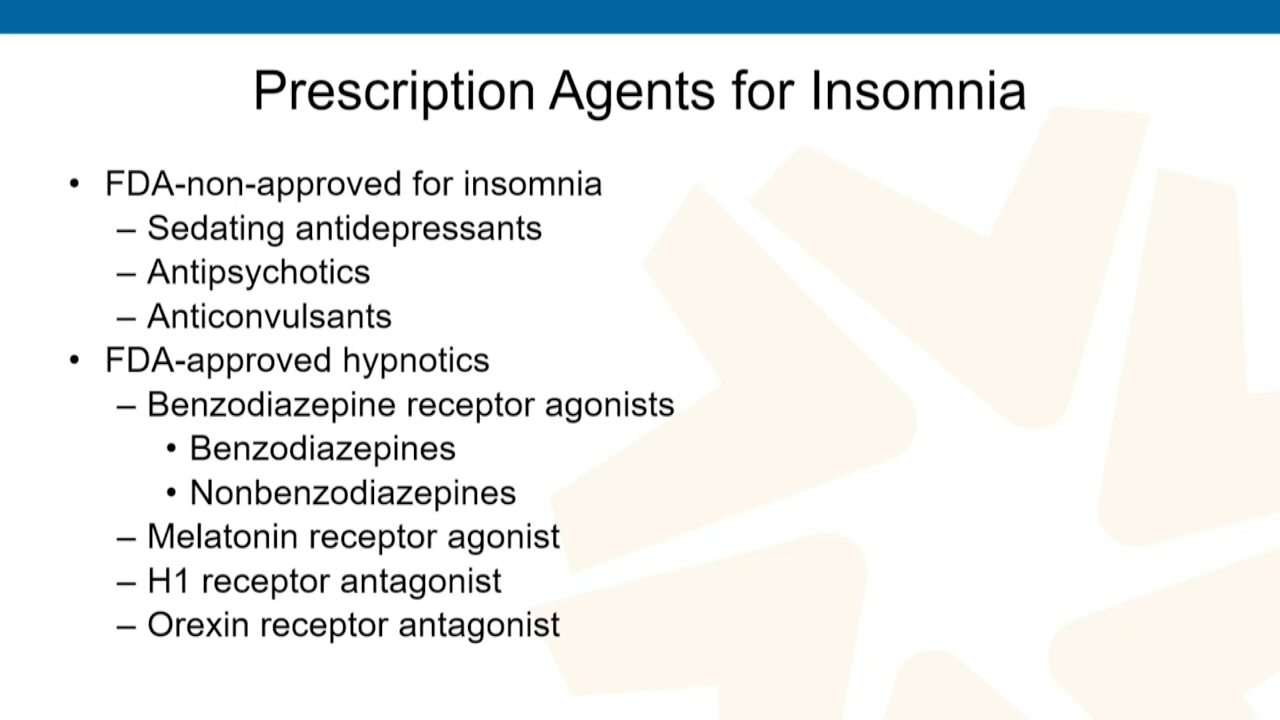 Prescription Agents for Insomnia
• FDA-non-approved for insomnia
– Sedating antidepressants
– Antipsychotics
– Anticonvulsants
• FDA-approved hypnotics
– Benzodiazepine receptor agonists
• Benzodiazepines
• Nonbenzodiazepines
– Melatonin receptor agonist
– H1 receptor antagonist
– Orexin receptor antagonist